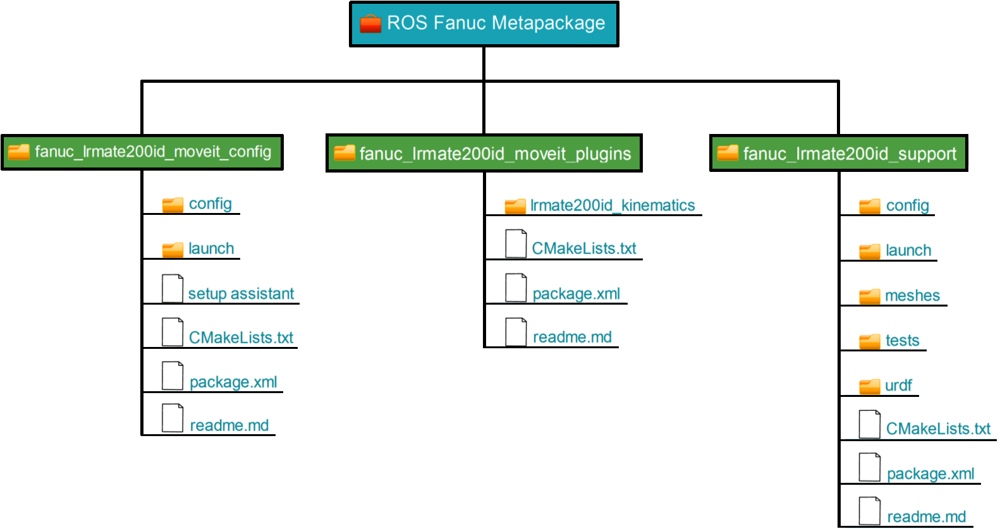 ROS Fanuc Metapackage
fanuc_lrmate200id_moveit_config
config
launch
setup assistant
CMakeLists.txt
package.xml
readme.md
fanuc_lrmate200id_moveit_plugins
lrmate200id_kinematics
CMakeLists.txt
package.xml
readme.md
fanuc_lrmate200id_support
config
launch
meshes
tests
urdf
CMakeLists.txt
package.xml
readme.md